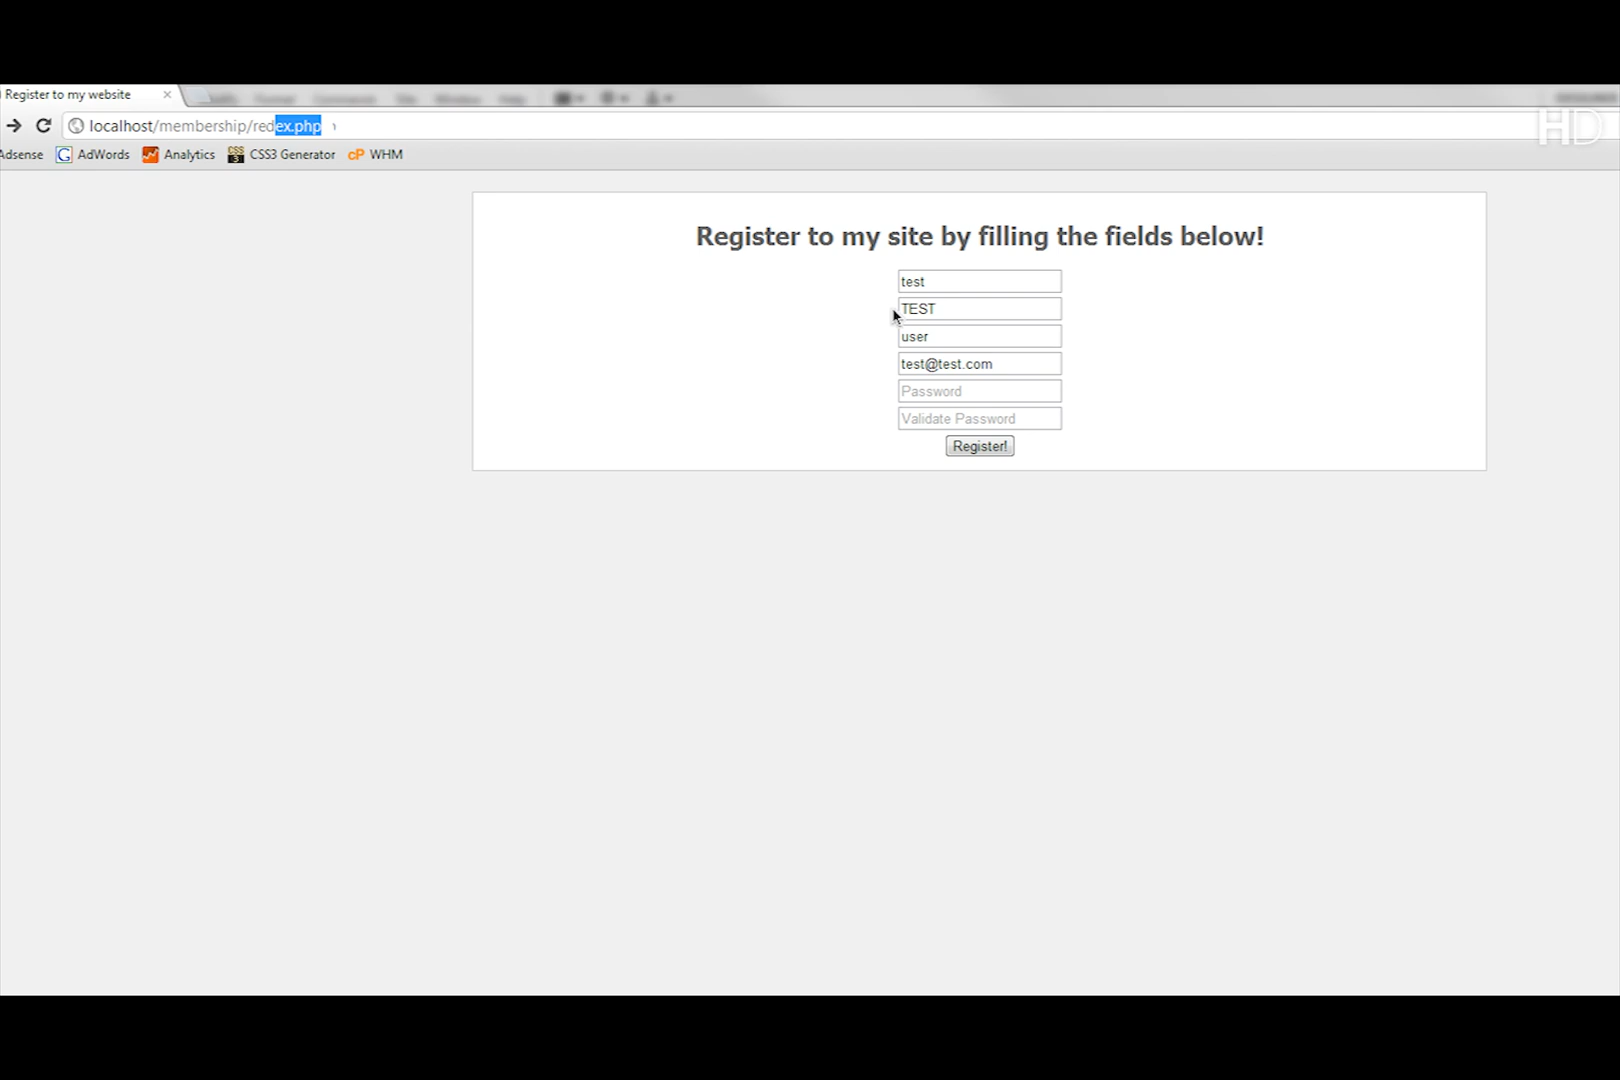 Register to my website
localhost/membership/redex.php
HD
Adsense AdWords Analytics CSS3 Generator cP WHM
Register to my site by filling the fields below!
test
TEST
user
test@test.com
Password
Validate Password
Register!